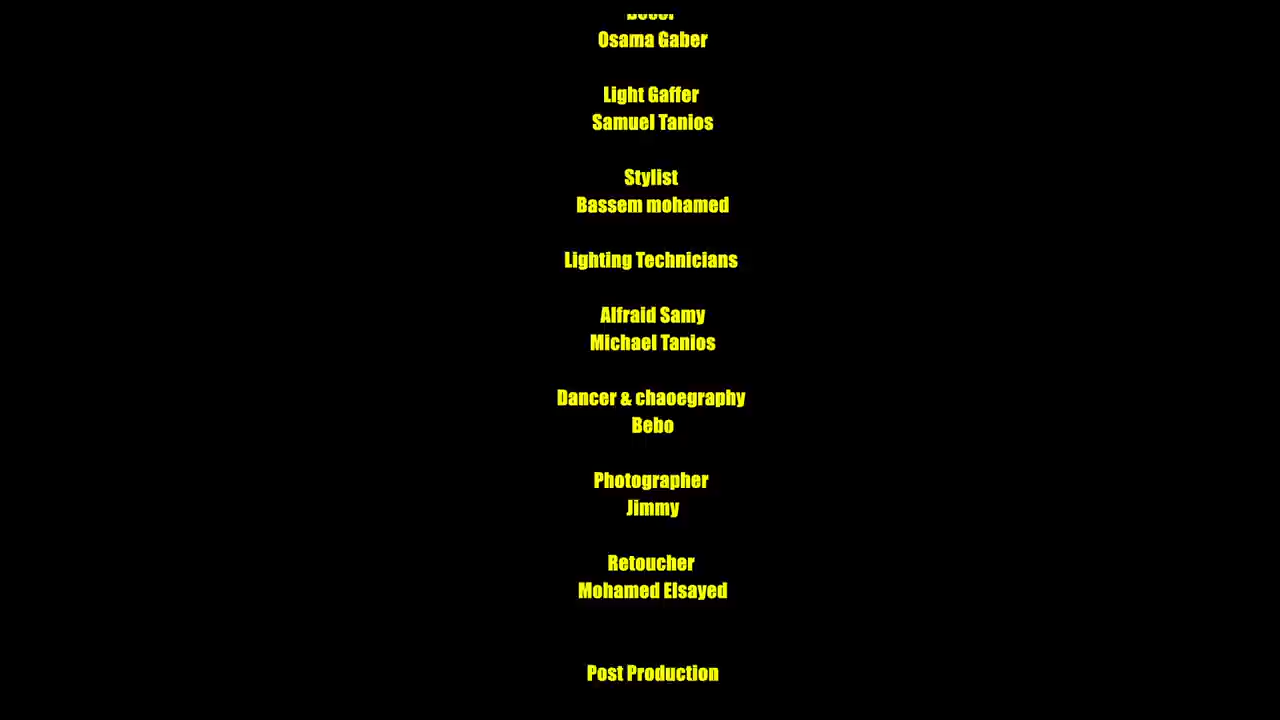 Osama Gaber
Light Gaffer
Samuel Tanios
Stylist
Bassem mohamed
Lighting Technicians
Alfraid Samy
Michael Tanios
Dancer & chaoegraphy
Bebo
Photographer
Jimmy
Retoucher
Mohamed Elsayed
Post Production